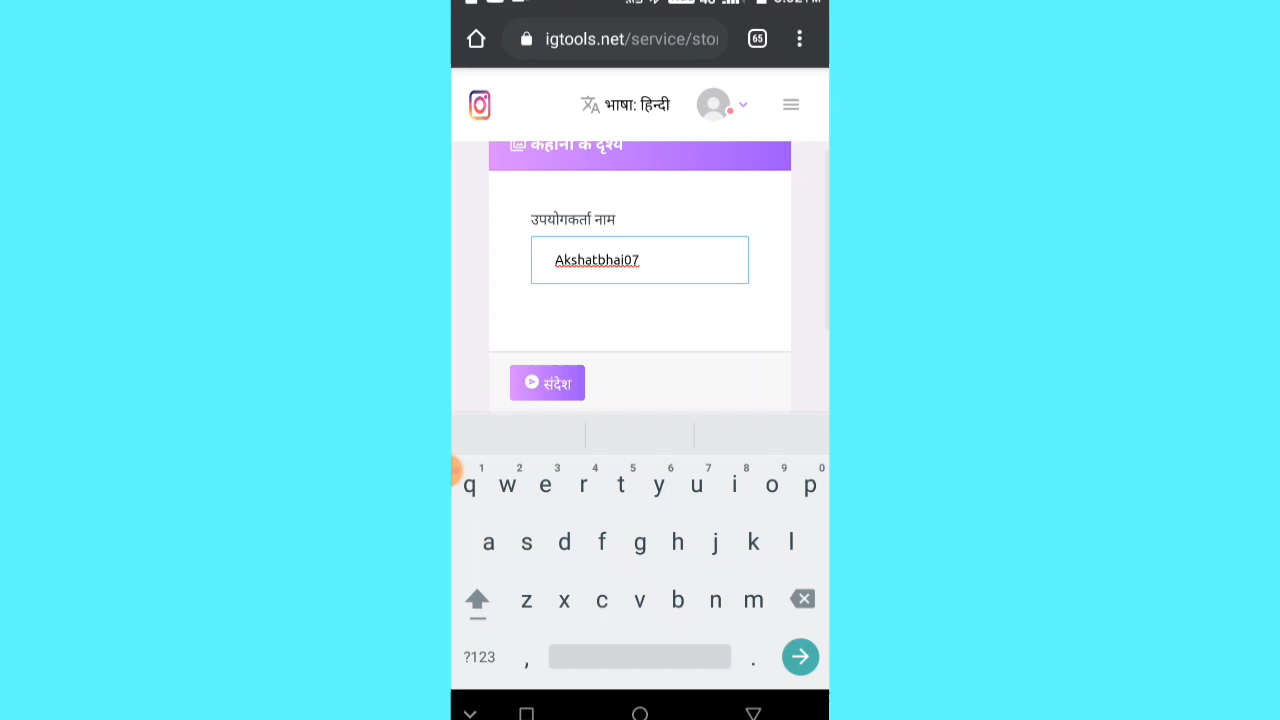 igtools.net/service/stor
65
भाषा: हिन्दी
कहानी के दृश्य
उपयोगकर्ता नाम
Akshatbhai07
संदेश
1 2 3 4 5 6 7 8 9 0
q w e r t y u i o p
a s d f g h j k l
z x c v b n m
?123 , .